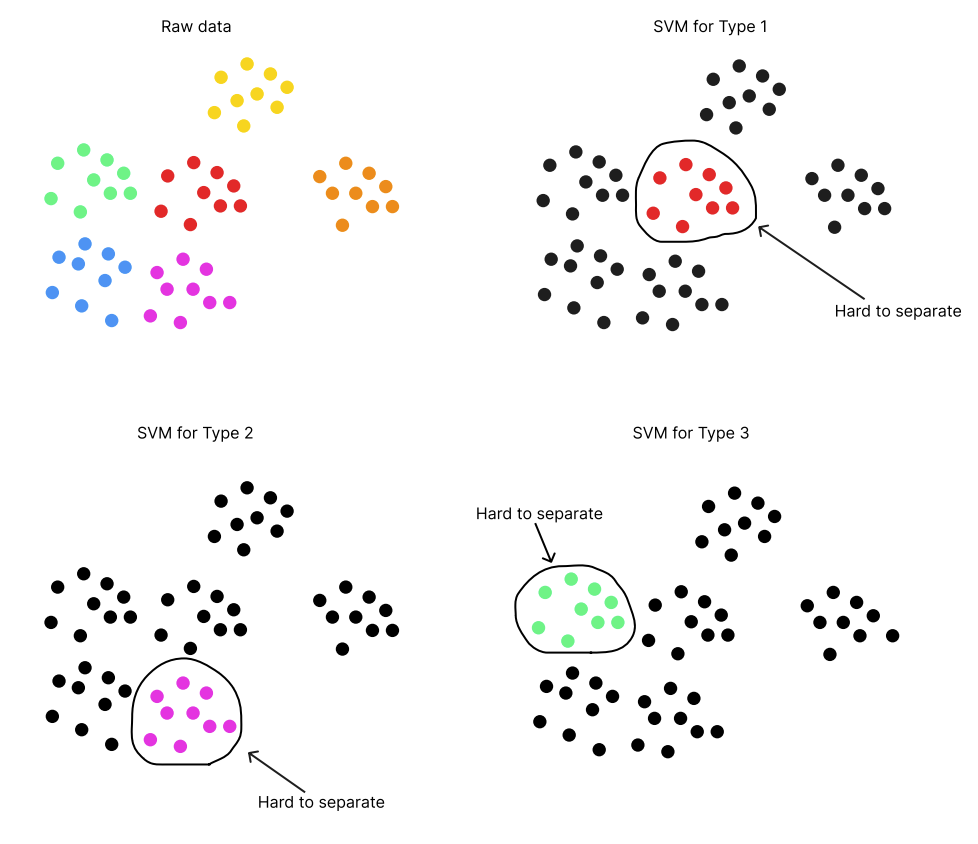 Raw data
SVM for Type 1
Hard to separate
SVM for Type 2
SVM for Type 3
Hard to separate
Hard to separate